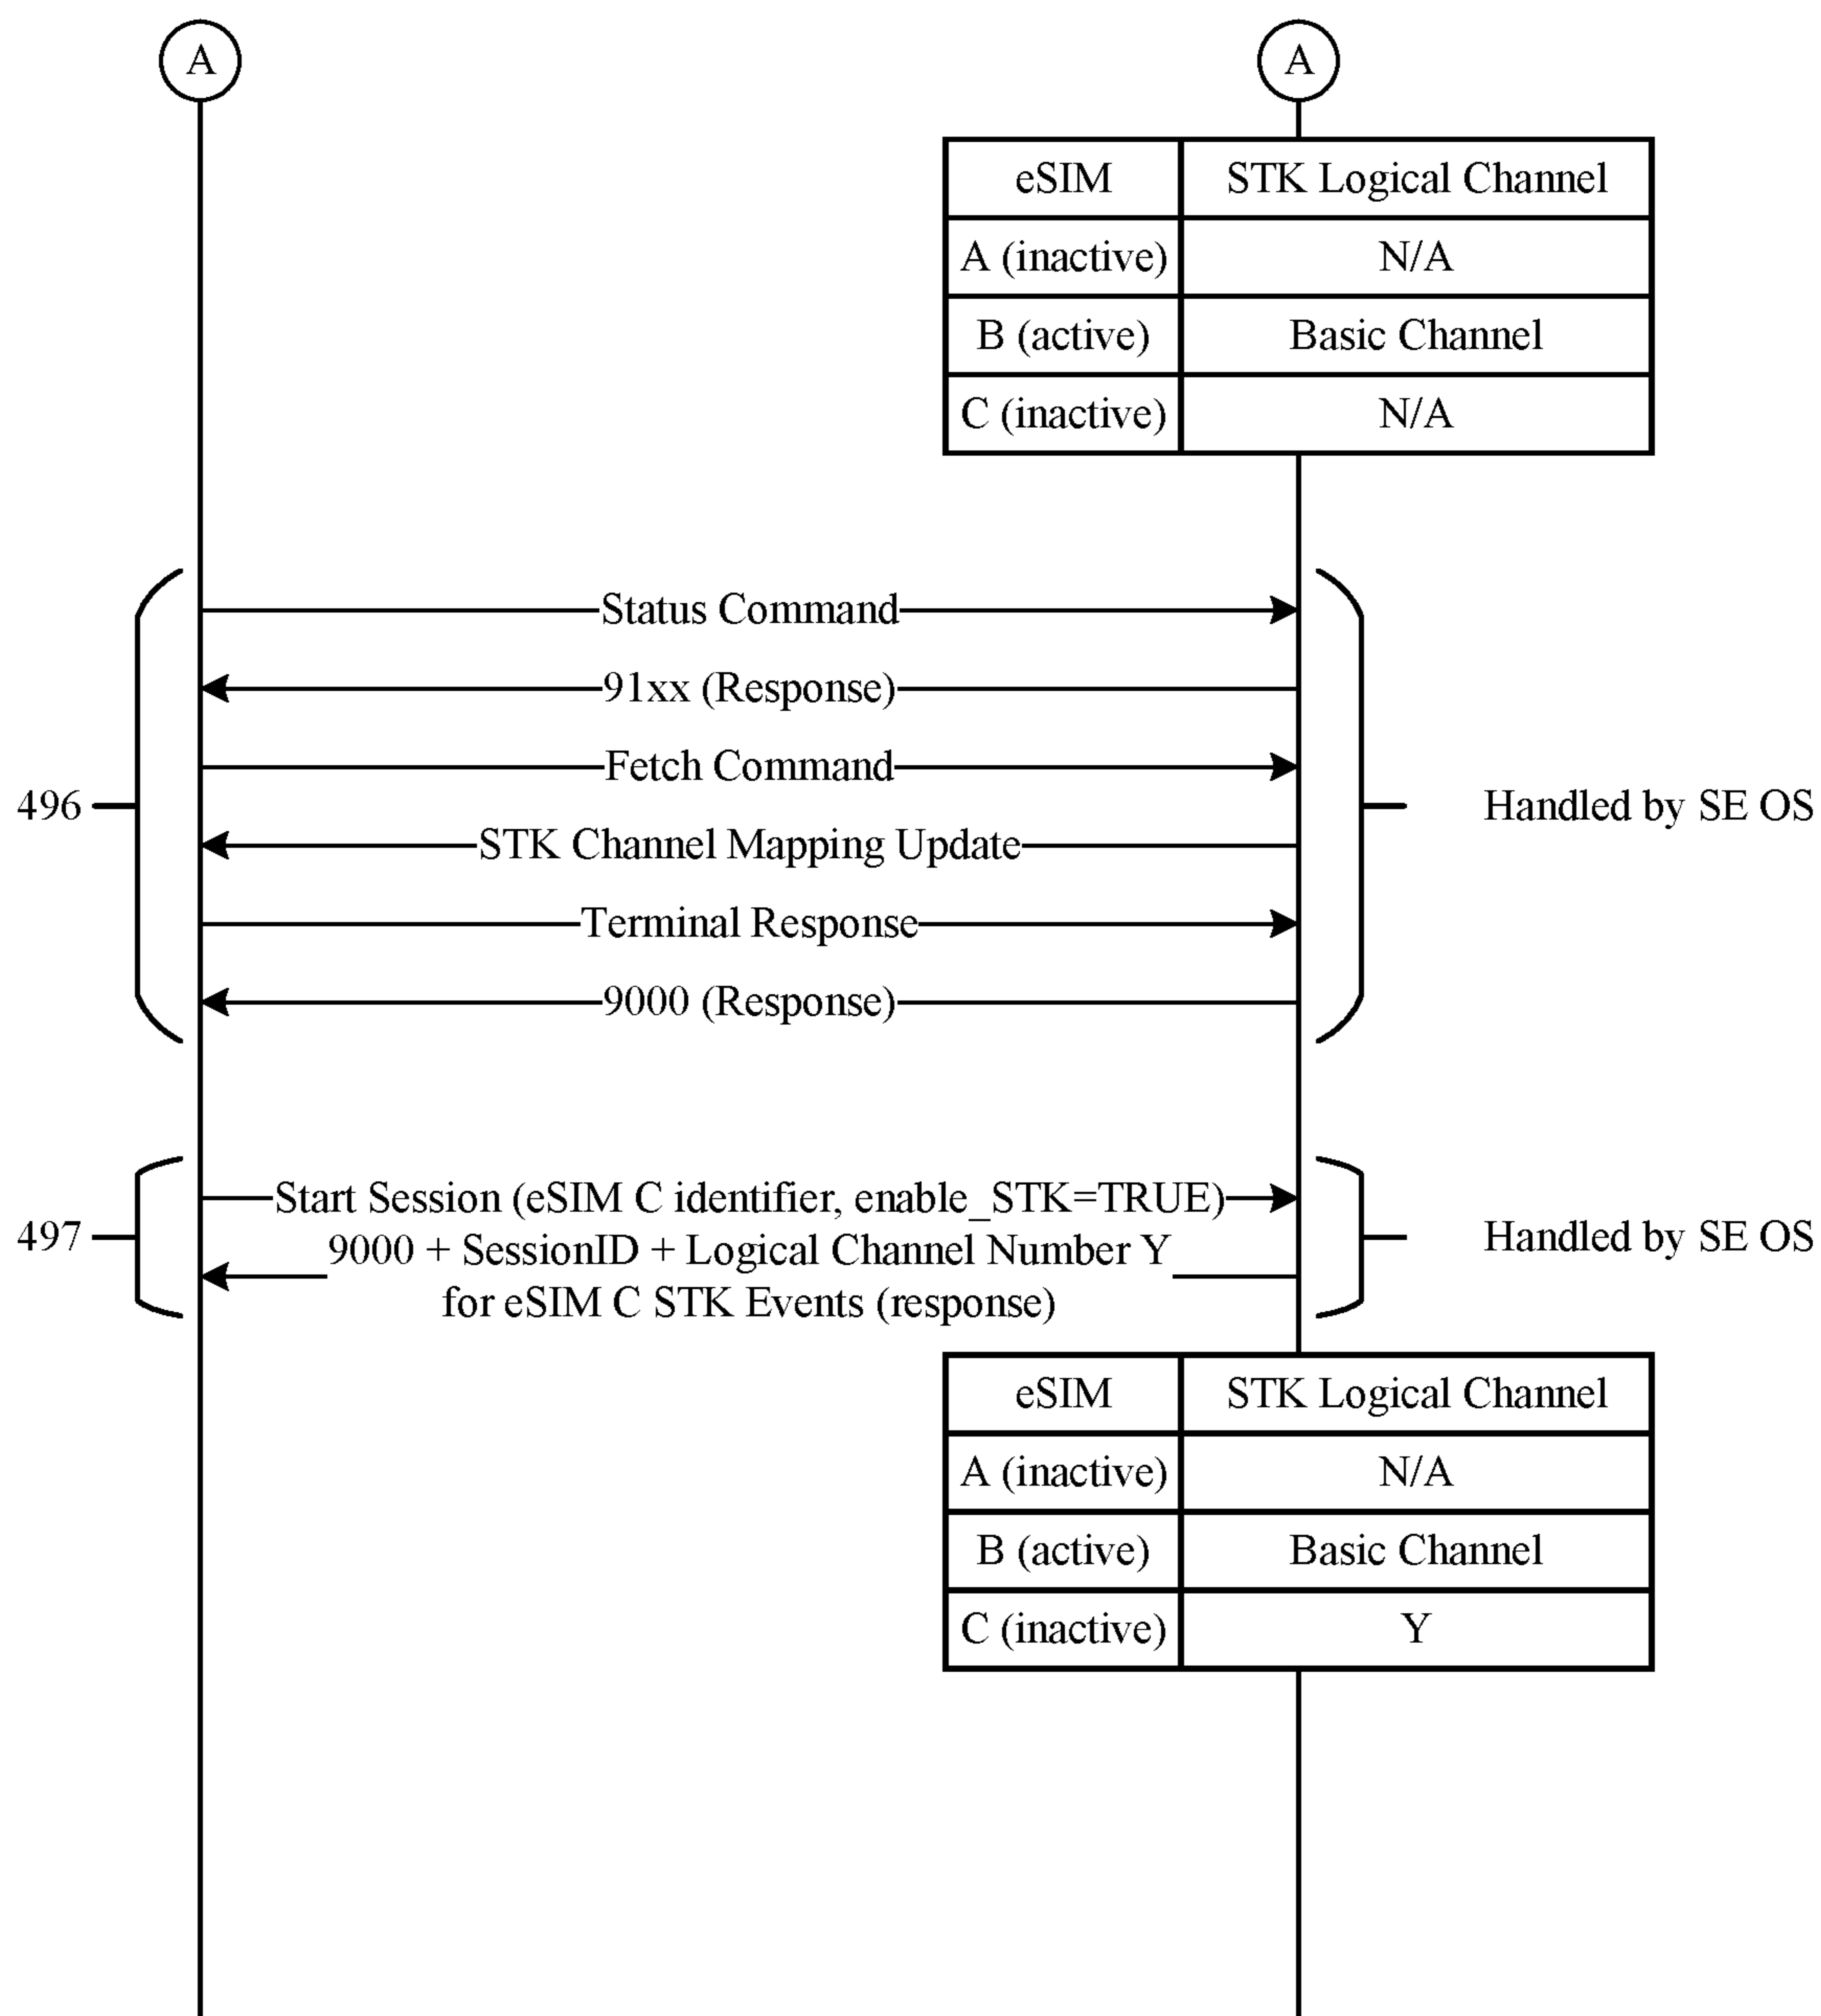 A
A
eSIM STK Logical Channel
A (inactive) N/A
B (active) Basic Channel
C (inactive) N/A
Status Command
91xx (Response)
Fetch Command
496
Handled by SE OS
STK Channel Mapping Update
Terminal Response
9000 (Response)
Start Session (eSIM C identifier, enable_STK=TRUE)
497
Handled by SE OS
9000 + SessionID + Logical Channel Number Y
for eSIM C STK Events (response)
eSIM STK Logical Channel
A (inactive) N/A
B (active) Basic Channel
C (inactive) Y